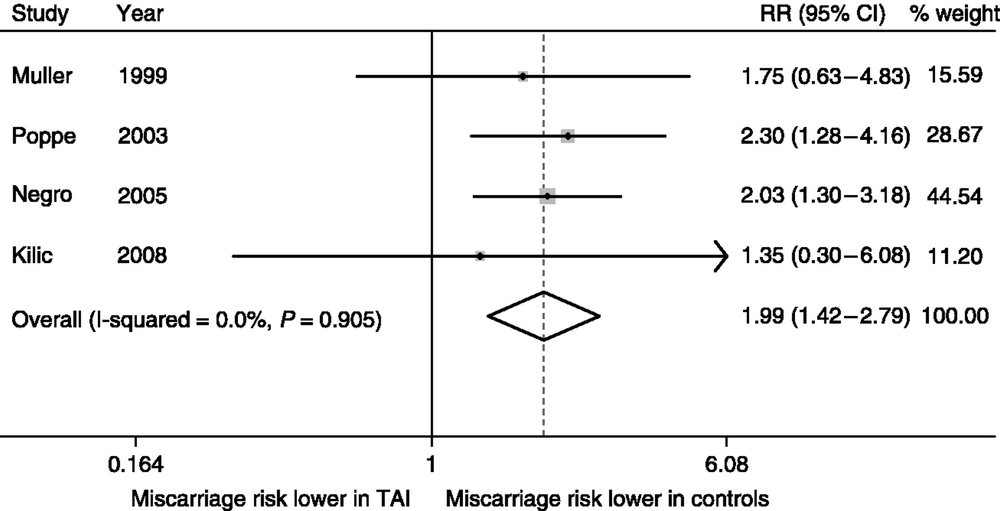 Study Year RR (95% CI) % weight
Muller 1999 1.75 (0.63–4.83) 15.59
Poppe 2003 2.30 (1.28–4.16) 28.67
Negro 2005 2.03 (1.30–3.18) 44.54
Kilic 2008 1.35 (0.30–6.08) 11.20
Overall (I-squared = 0.0%, P = 0.905) 1.99 (1.42–2.79) 100.00
0.164 1 6.08
Miscarriage risk lower in TAI Miscarriage risk lower in controls